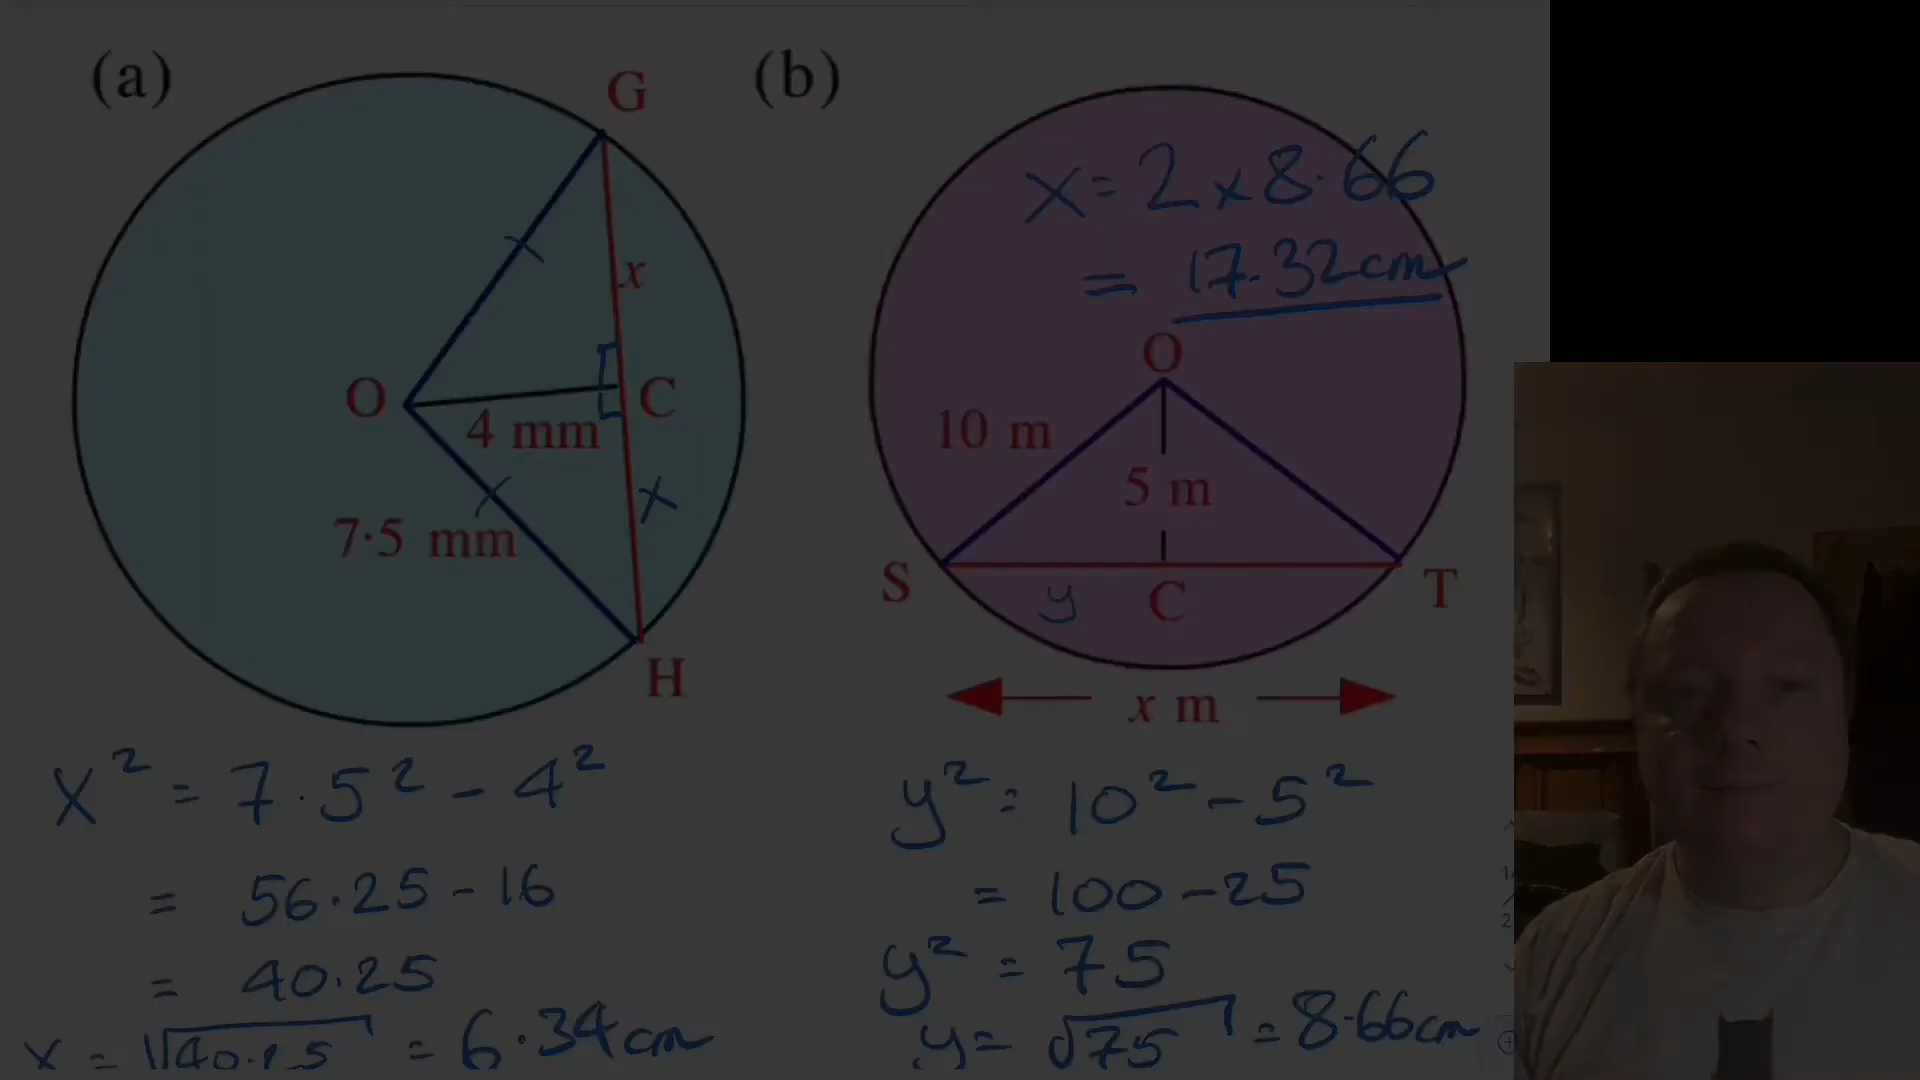 (a)
G
x
O
C
4 mm
x
7·5 mm
H
x² = 7.5² - 4²
= 56.25 - 16
= 40.25
x = √40.25 = 6.34cm
(b)
x = 2 x 8.66
= 17.32cm
O
10 m
5 m
S
y
C
T
x m
y² = 10² - 5²
= 100 - 25
y² = 75
y = √75 = 8.66cm